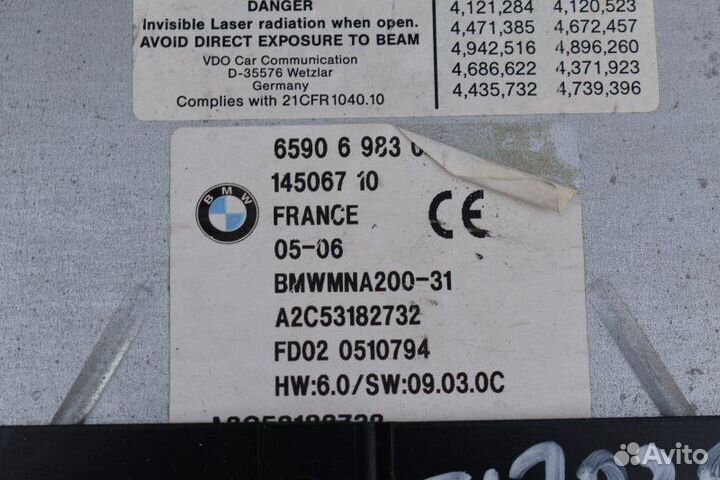 DANGER
Invisible Laser radiation when open.
AVOID DIRECT EXPOSURE TO BEAM
VDO Car Communication
D-35576 Wetzlar
Germany
Complies with 21CFR1040.10
4,121,284 4,120,523
4,471,385 4,672,457
4,942,516 4,896,260
4,686,622 4,371,923
4,435,732 4,739,396
6590 6 983
145067 10
BMW
FRANCE
CE
05-06
BMWMNA200-31
A2C53182732
FD02 0510794
HW:6.0/SW:09.03.0C
A2C53182732
Avito